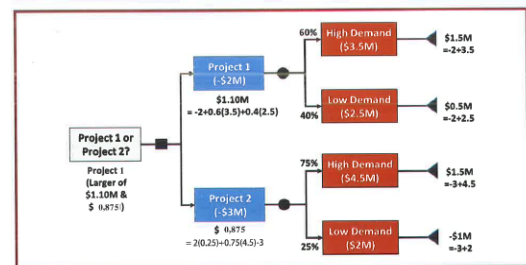 Project 1 or
Project 2?
Project 1
(Larger of
$1.10M &
$ 0.875)
Project 1
(-$2M)
$1.10M
= -2+0.6(3.5)+0.4(2.5)
60%
High Demand
($3.5M)
$1.5M
=-2+3.5
40%
Low Demand
($2.5M)
$0.5M
=-2+2.5
Project 2
(-$3M)
$ 0.875
= 2(0.25)+0.75(4.5)-3
75%
High Demand
($4.5M)
$1.5M
=-3+4.5
25%
Low Demand
($2M)
-$1M
=-3+2